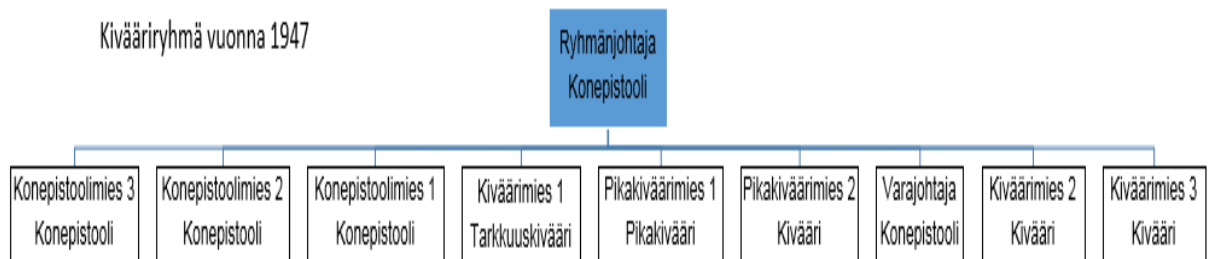 Kivääriryhmä vuonna 1947
Ryhmänjohtaja
Konepistooli
Konepistoolimies 3
Konepistooli
Konepistoolimies 2
Konepistooli
Konepistoolimies 1
Konepistooli
Kiväärimies 1
Tarkkuuskivääri
Pikakiväärimies 1
Pikakivääri
Pikakiväärimies 2
Kivääri
Varajohtaja
Konepistooli
Kiväärimies 2
Kivääri
Kiväärimies 3
Kivääri